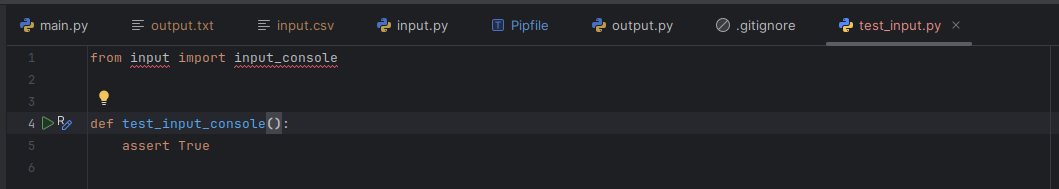 main.py output.txt input.csv input.py Pipfile output.py .gitignore test_input.py
1 from input import input_console
2
3
4 def test_input_console():
5     assert True
6